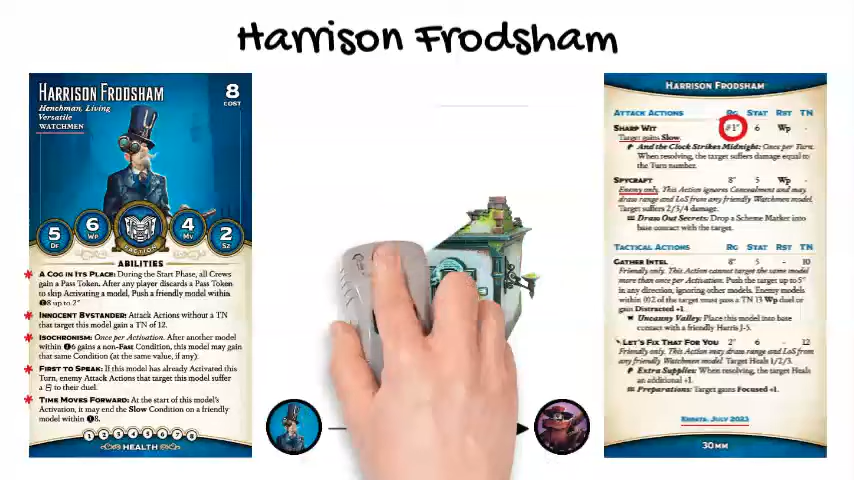 Harrison Frodsham
HARRISON FRODSHAM
8
COST
Henchman, Living
Versatile
WATCHMEN
5
DF
6
WP
4
MV
2
SZ
ABILITIES
A COG IN ITS PLACE: During the Start Phase, all Crews
gain a Pass Token. After any player discards a Pass Token
to skip Activating a model, Push a friendly model within
8 up to 2"
INNOCENT BYSTANDER: Attack Actions without a TN
that target this model gain a TN of 12.
ISOCHRONISM: Once per Activation. After another model
within 6 gains a non-Fast Condition, this model may gain
that same Condition (at the same value, if any).
FIRST TO SPEAK: If this model has already Activated this
Turn, enemy Attack Actions that target this model suffer
a to their duel.
TIME MOVES FORWARD: At the start of this model's
Activation, it may end the Slow Condition on a friendly
model within 8.
1 2 3 4 5 6 7 8
HEALTH
HARRISON FRODSHAM
ATTACK ACTIONS RG STAT RST TN
SHARP WIT 1" 6 Wp -
Target gains Slow.
And the Clock Strikes Midnight: Once per Turn.
When resolving, the target suffers damage equal to
the Turn number.
SPYCRAFT 8" 5 Wp -
Enemy only. This Action ignores Concealment and may
draw range and LoS from any friendly Watchmen model.
Target suffers 2/3/4 damage.
Draw Out Secrets: Drop a Scheme Marker into
base contact with the target.
TACTICAL ACTIONS RG STAT RST TN
GATHER INTEL 8" 5 - 10
Friendly only. This Action cannot target the same model
more than once per Activation. Push the target up to 5"
in any direction, ignoring other models. Enemy models
within 2 of the target must pass a TN 13 Wp duel or
gain Distracted +1.
Uncanny Valley: Place this model into base
contact with a friendly Harris J-3.
LET'S FIX THAT FOR YOU 2" 6 - 12
Friendly only. This Action may draw range and LoS from
any friendly Watchmen model. Target Heals 1/2/3.
Extra Supplies: When resolving, the target Heals
an additional +1.
Preparations: Target gains Focused +1.
ERRATA: JULY 2023
30MM